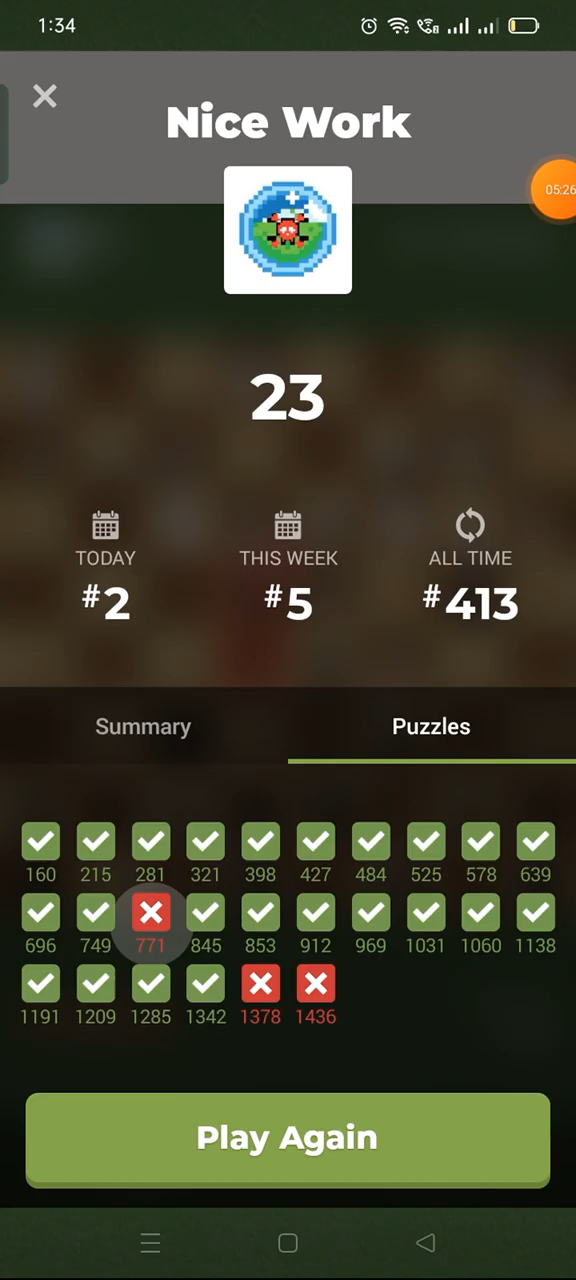 1:34
Nice Work
05:26
23
TODAY THIS WEEK ALL TIME
#2 #5 #413
Summary Puzzles
160 215 281 321 398 427 484 525 578 639
696 749 771 845 853 912 969 1031 1060 1138
1191 1209 1285 1342 1378 1436
Play Again